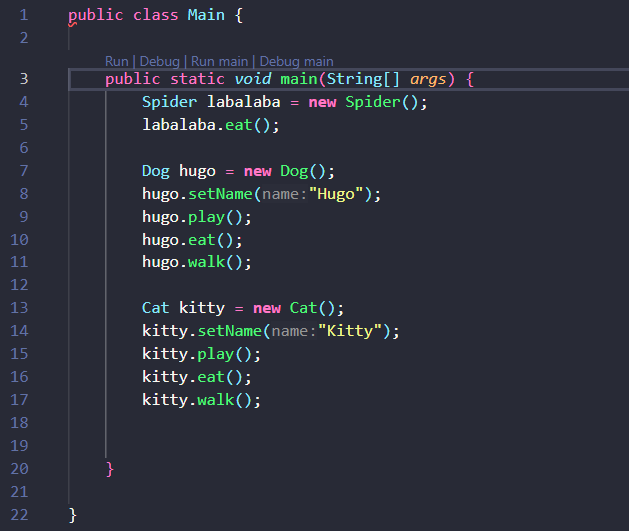 1 public class Main {
2
Run | Debug | Run main | Debug main
3 public static void main(String[] args) {
4 Spider labalaba = new Spider();
5 labalaba.eat();
6
7 Dog hugo = new Dog();
8 hugo.setName(name:"Hugo");
9 hugo.play();
10 hugo.eat();
11 hugo.walk();
12
13 Cat kitty = new Cat();
14 kitty.setName(name:"Kitty");
15 kitty.play();
16 kitty.eat();
17 kitty.walk();
18
19
20 }
21
22 }